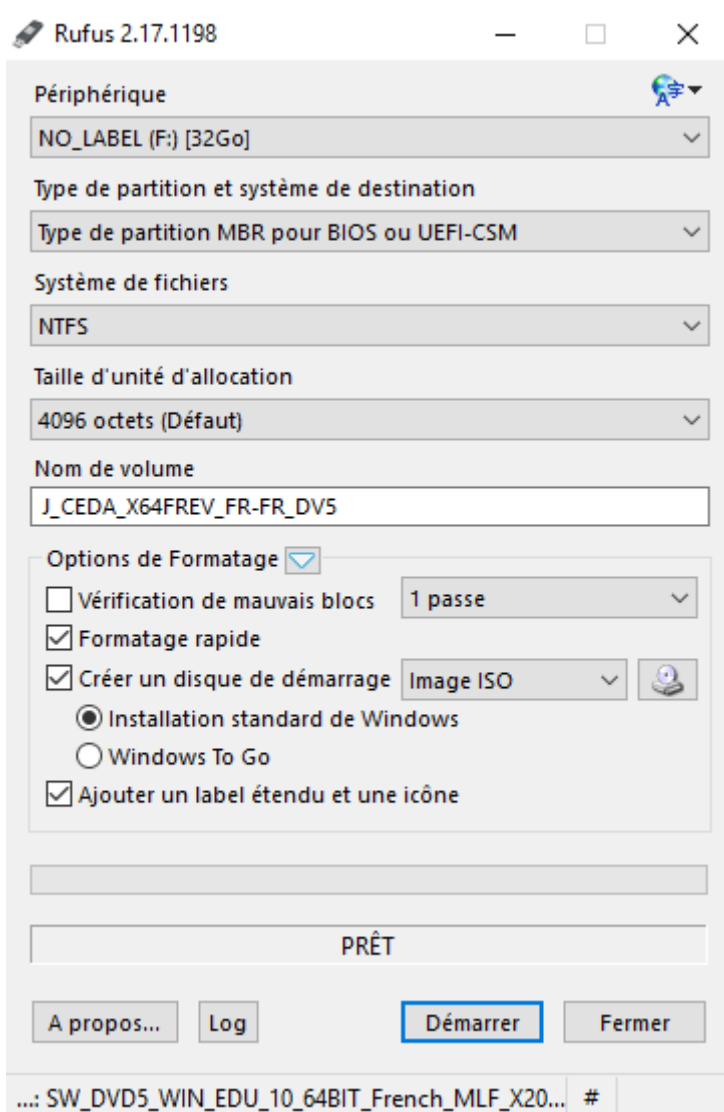 Rufus 2.17.1198
Périphérique
NO_LABEL (F:) [32Go]
Type de partition et système de destination
Type de partition MBR pour BIOS ou UEFI-CSM
Système de fichiers
NTFS
Taille d'unité d'allocation
4096 octets (Défaut)
Nom de volume
J_CEDA_X64FREV_FR-FR_DV5
Options de Formatage
Vérification de mauvais blocs 1 passe
Formatage rapide
Créer un disque de démarrage Image ISO
Installation standard de Windows
Windows To Go
Ajouter un label étendu et une icône
PRÊT
A propos... Log Démarrer Fermer
...: SW_DVD5_WIN_EDU_10_64BIT_French_MLF_X20... #